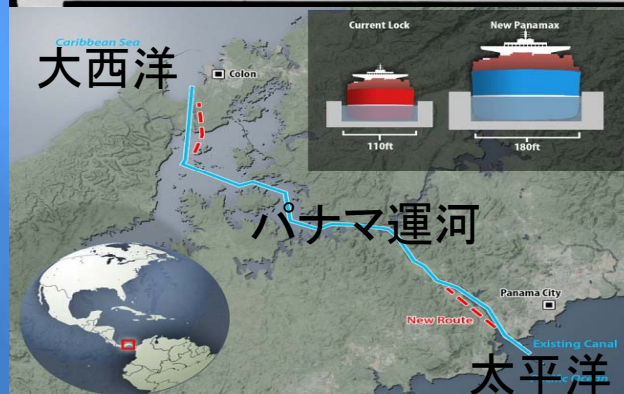 Caribbean Sea
大西洋
Colon
Current Lock
New Panamax
110ft
180ft
パナマ運河
Panama City
New Route
Existing Canal
太平洋
Ocean